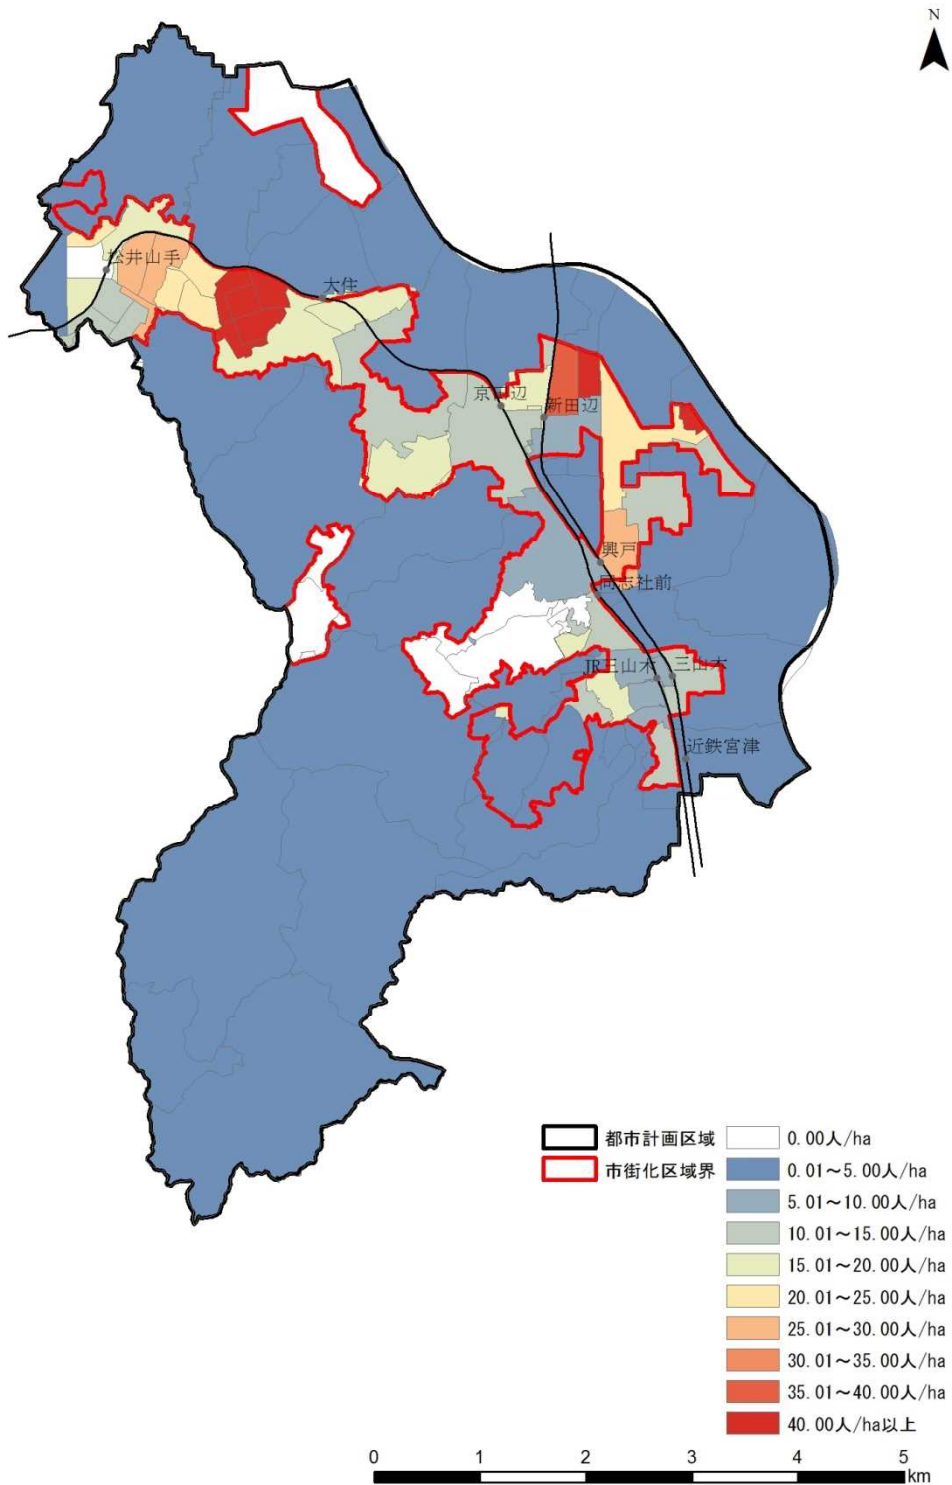 N
松井山手
大住
京田辺
新田辺
興戸
同志社前
JR三山木
三山木
近鉄宮津
都市計画区域
市街化区域界
0.00人/ha
0.01～5.00人/ha
5.01～10.00人/ha
10.01～15.00人/ha
15.01～20.00人/ha
20.01～25.00人/ha
25.01～30.00人/ha
30.01～35.00人/ha
35.01～40.00人/ha
40.00人/ha以上
0 1 2 3 4 5
km